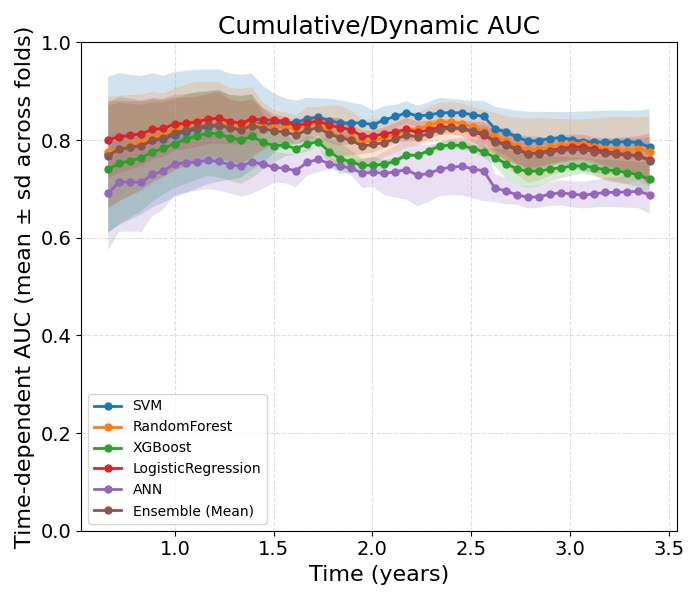 Cumulative/Dynamic AUC
Time-dependent AUC (mean ± sd across folds)
1.0
0.8
0.6
0.4
0.2
0.0
SVM
RandomForest
XGBoost
LogisticRegression
ANN
Ensemble (Mean)
1.0 1.5 2.0 2.5 3.0 3.5
Time (years)